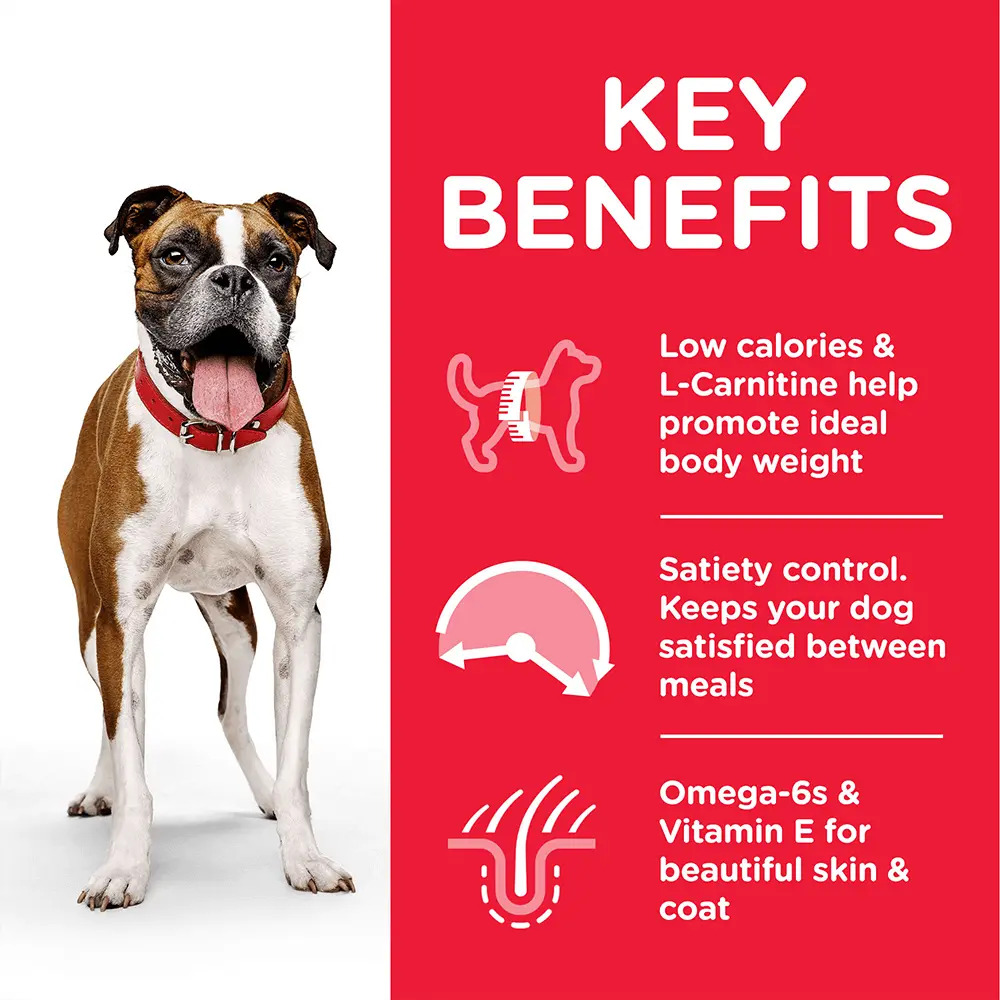 KEY
BENEFITS
Low calories &
L-Carnitine help
promote ideal
body weight
Satiety control.
Keeps your dog
satisfied between
meals
Omega-6s &
Vitamin E for
beautiful skin &
coat